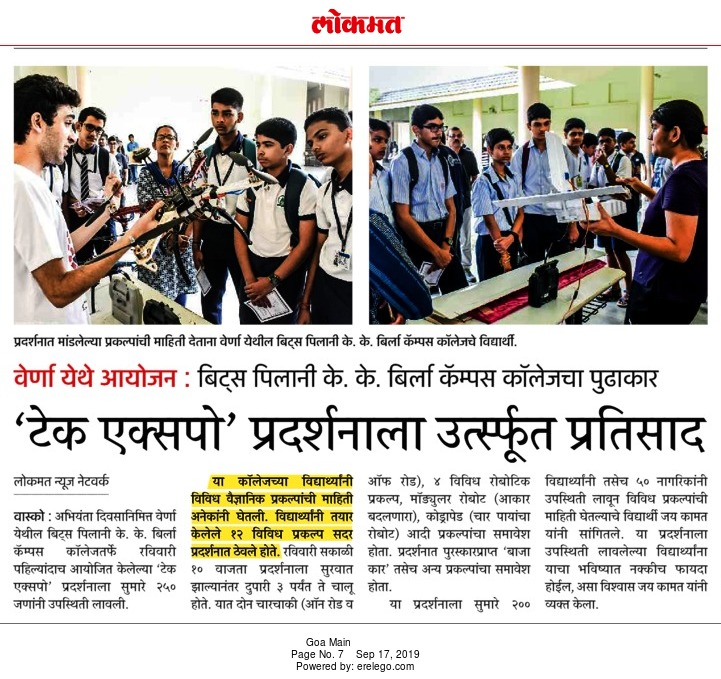 लोकमत
प्रदर्शनात मांडलेल्या प्रकल्पांची माहिती देताना वेर्णा येथील बिट्स पिलानी के. के. बिर्ला कॅम्पस कॉलेजचे विद्यार्थी.
वेर्णा येथे आयोजन : बिट्स पिलानी के. के. बिर्ला कॅम्पस कॉलेजचा पुढाकार
‘टेक एक्सपो’ प्रदर्शनाला उत्स्र्फूत प्रतिसाद
लोकमत न्यूज नेटवर्क
वास्को : अभियंता दिवसानिमित्त वेर्णा
येथील बिट्स पिलानी के. के. बिर्ला
कॅम्पस कॉलेजतर्फे रविवारी
पहिल्यांदाच आयोजित केलेल्या ‘टेक
एक्सपो’ प्रदर्शनाला सुमारे २५०
जणांनी उपस्थिती लावली.
या कॉलेजच्या विद्यार्थ्यांनी
विविध वैज्ञानिक प्रकल्पांची माहिती
अनेकांनी घेतली. विद्यार्थ्यांनी तयार
केलेले १२ विविध प्रकल्प सदर
प्रदर्शनात ठेवले होते. रविवारी सकाळी
१० वाजता प्रदर्शनाला सुरवात
झाल्यानंतर दुपारी ३ पर्यंत ते चालू
होते. यात दोन चारचाकी (ऑन रोड व
ऑफ रोड), ४ विविध रोबोटिक
प्रकल्प, मॉड्युलर रोबोट (आकार
बदलणारा), कोड्रापेड (चार पायांचा
रोबोट) आदी प्रकल्पांचा समावेश
होता. प्रदर्शनात पुरस्कारप्राप्त ‘बाजा
कार’ तसेच अन्य प्रकल्पांचा समावेश
होता.
या प्रदर्शनाला सुमारे २००
विद्यार्थ्यांनी तसेच ५० नागरिकांनी
उपस्थिती लावून विविध प्रकल्पांची
माहिती घेतल्याचे विद्यार्थी जय कामत
यांनी सांगितले. या प्रदर्शनाला
उपस्थिती लावलेल्या विद्यार्थ्यांना
याचा भविष्यात नक्कीच फायदा
होईल, असा विश्वास जय कामत यांनी
व्यक्त केला.
Goa Main
Page No. 7 Sep 17, 2019
Powered by: erelego.com